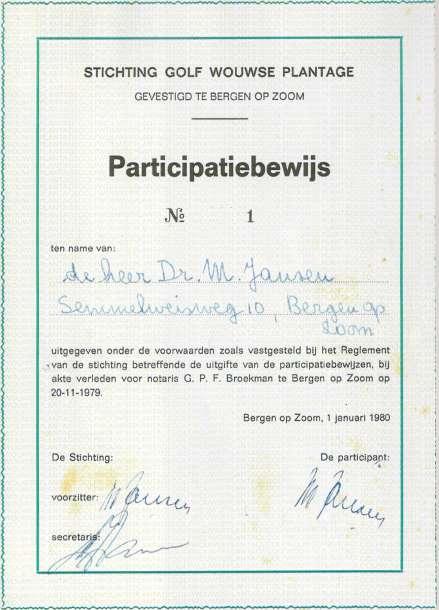 STICHTING GOLF WOUWSE PLANTAGE
GEVESTIGD TE BERGEN OP ZOOM
Participatiebewijs
№ 1
ten name van:
de heer Dr. M. Jansen
Semmelweisweg 10, Bergen op
Zoom
uitgegeven onder de voorwaarden zoals vastgesteld bij het Reglement
van de stichting betreffende de uitgifte van de participatiebewijzen, bij
akte verleden voor notaris G. P. F. Broekman te Bergen op Zoom op
20-11-1979.
Bergen op Zoom, 1 januari 1980
De Stichting: De participant:
voorzitter: M Jansen M Jansen
secretaris: